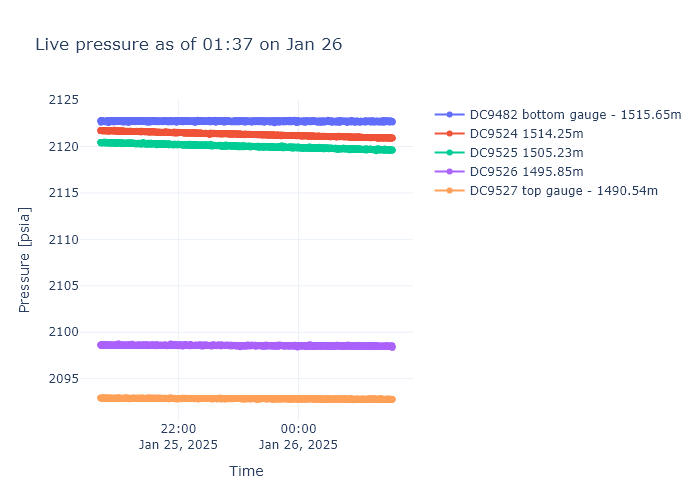 Live pressure as of 01:37 on Jan 26
DC9482 bottom gauge - 1515.65m
DC9524 1514.25m
DC9525 1505.23m
DC9526 1495.85m
DC9527 top gauge - 1490.54m
Pressure [psia]
2125
2120
2115
2110
2105
2100
2095
22:00
Jan 25, 2025
00:00
Jan 26, 2025
Time